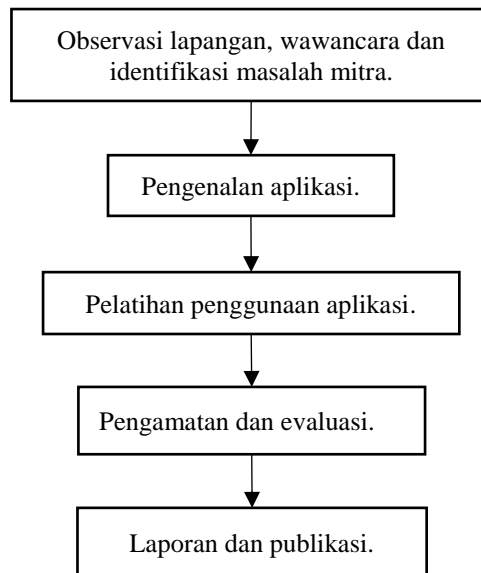 Observasi lapangan, wawancara dan
identifikasi masalah mitra.
Pengenalan aplikasi.
Pelatihan penggunaan aplikasi.
Pengamatan dan evaluasi.
Laporan dan publikasi.